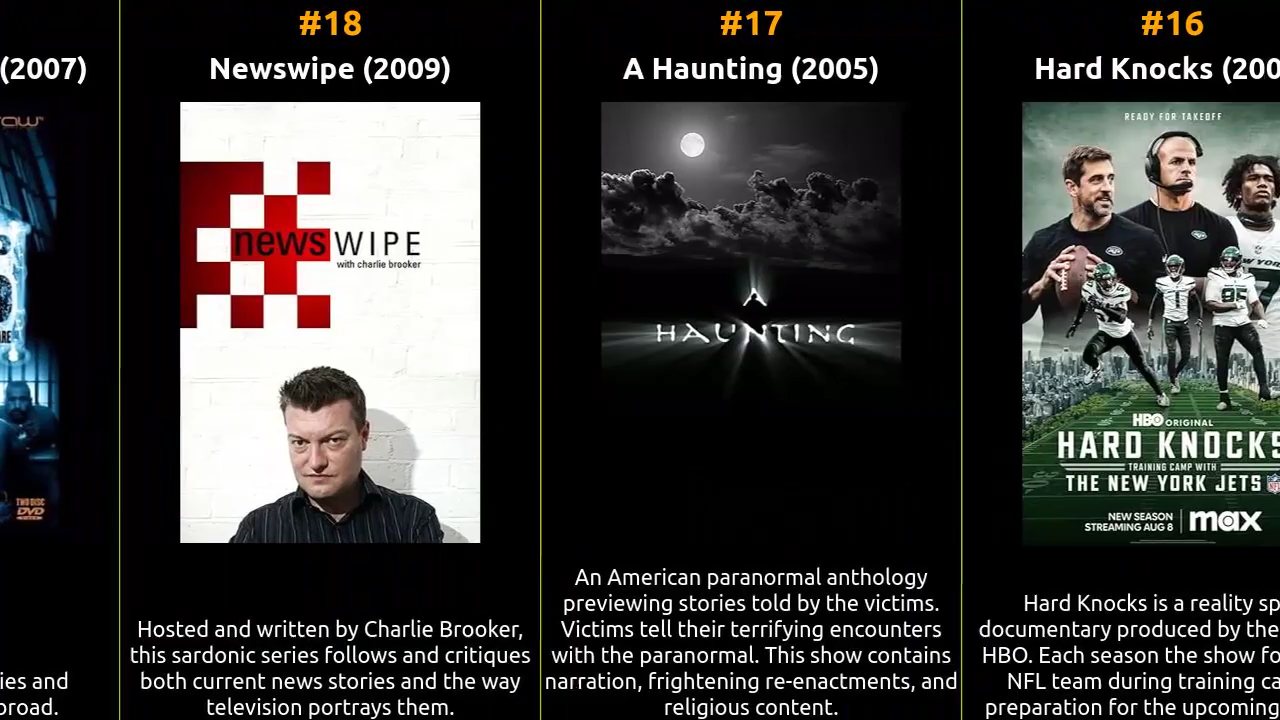 (2007)
TWO DISC
DVD
ies and
broad.
#18
Newswipe (2009)
news WIPE
with charlie brooker
Hosted and written by Charlie Brooker,
this sardonic series follows and critiques
both current news stories and the way
television portrays them.
#17
A Haunting (2005)
A
HAUNTING
An American paranormal anthology
previewing stories told by the victims.
Victims tell their terrifying encounters
with the paranormal. This show contains
narration, frightening re-enactments, and
religious content.
#16
Hard Knocks (200
READY FOR TAKEOFF
HBO ORIGINAL
HARD KNOCKS
TRAINING CAMP WITH
THE NEW YORK JETS
NEW SEASON
STREAMING AUG 8
max
Hard Knocks is a reality sp
documentary produced by the
HBO. Each season the show fo
NFL team during training ca
preparation for the upcoming